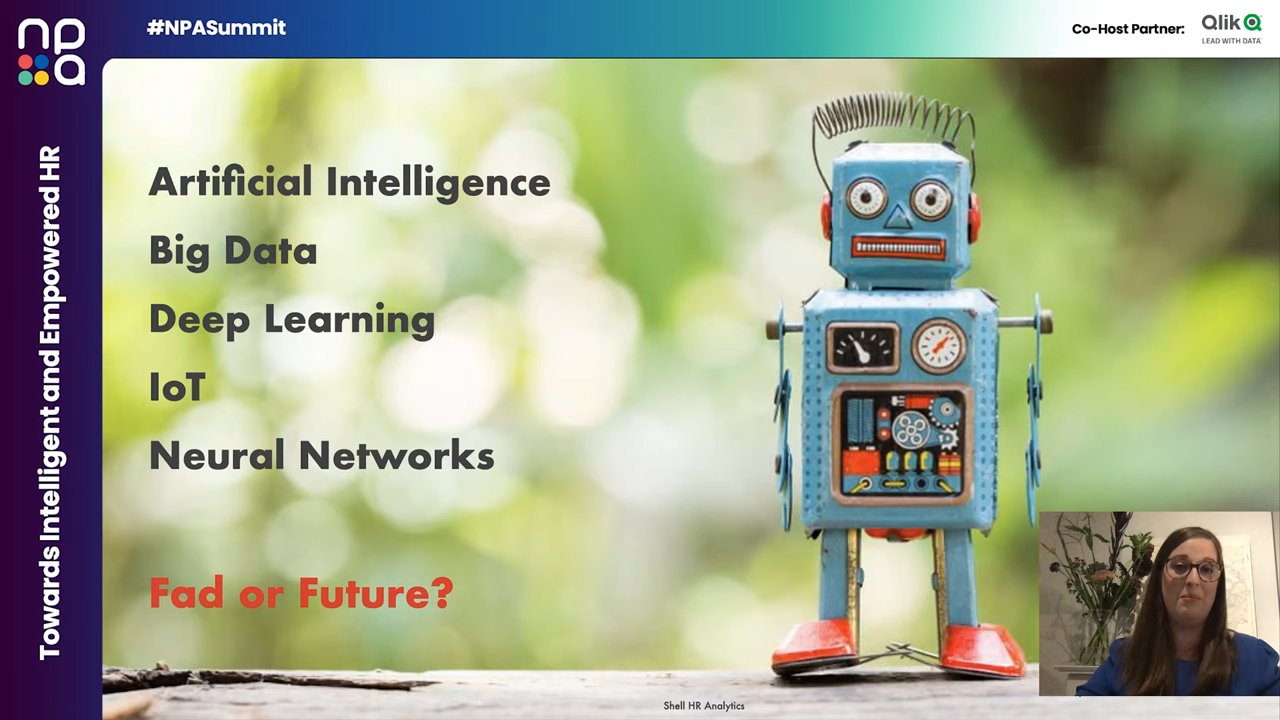 npa
#NPASummit
Co-Host Partner:
Qlik
LEAD WITH DATA
Towards Intelligent and Empowered HR
Artificial Intelligence
Big Data
Deep Learning
IoT
Neural Networks
Fad or Future?
Shell HR Analytics